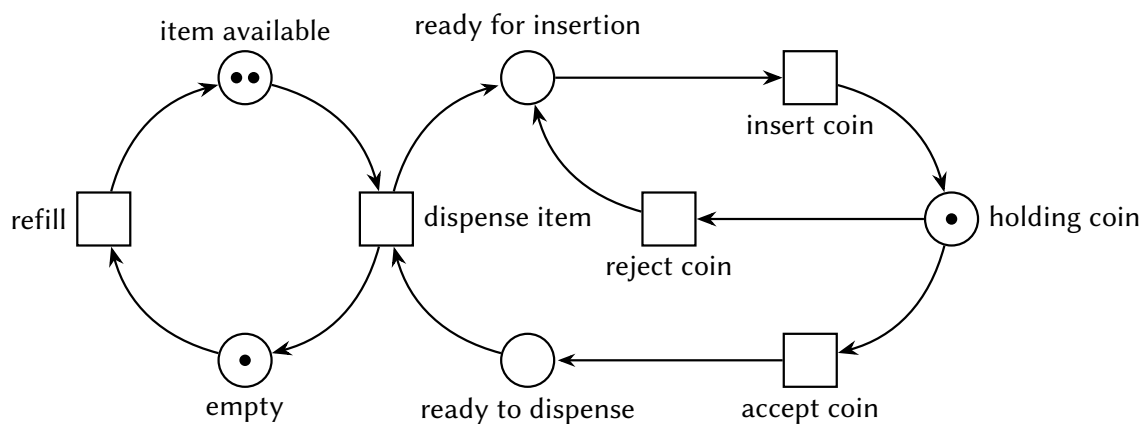 item available
ready for insertion
insert coin
refill
dispense item
holding coin
reject coin
empty
ready to dispense
accept coin